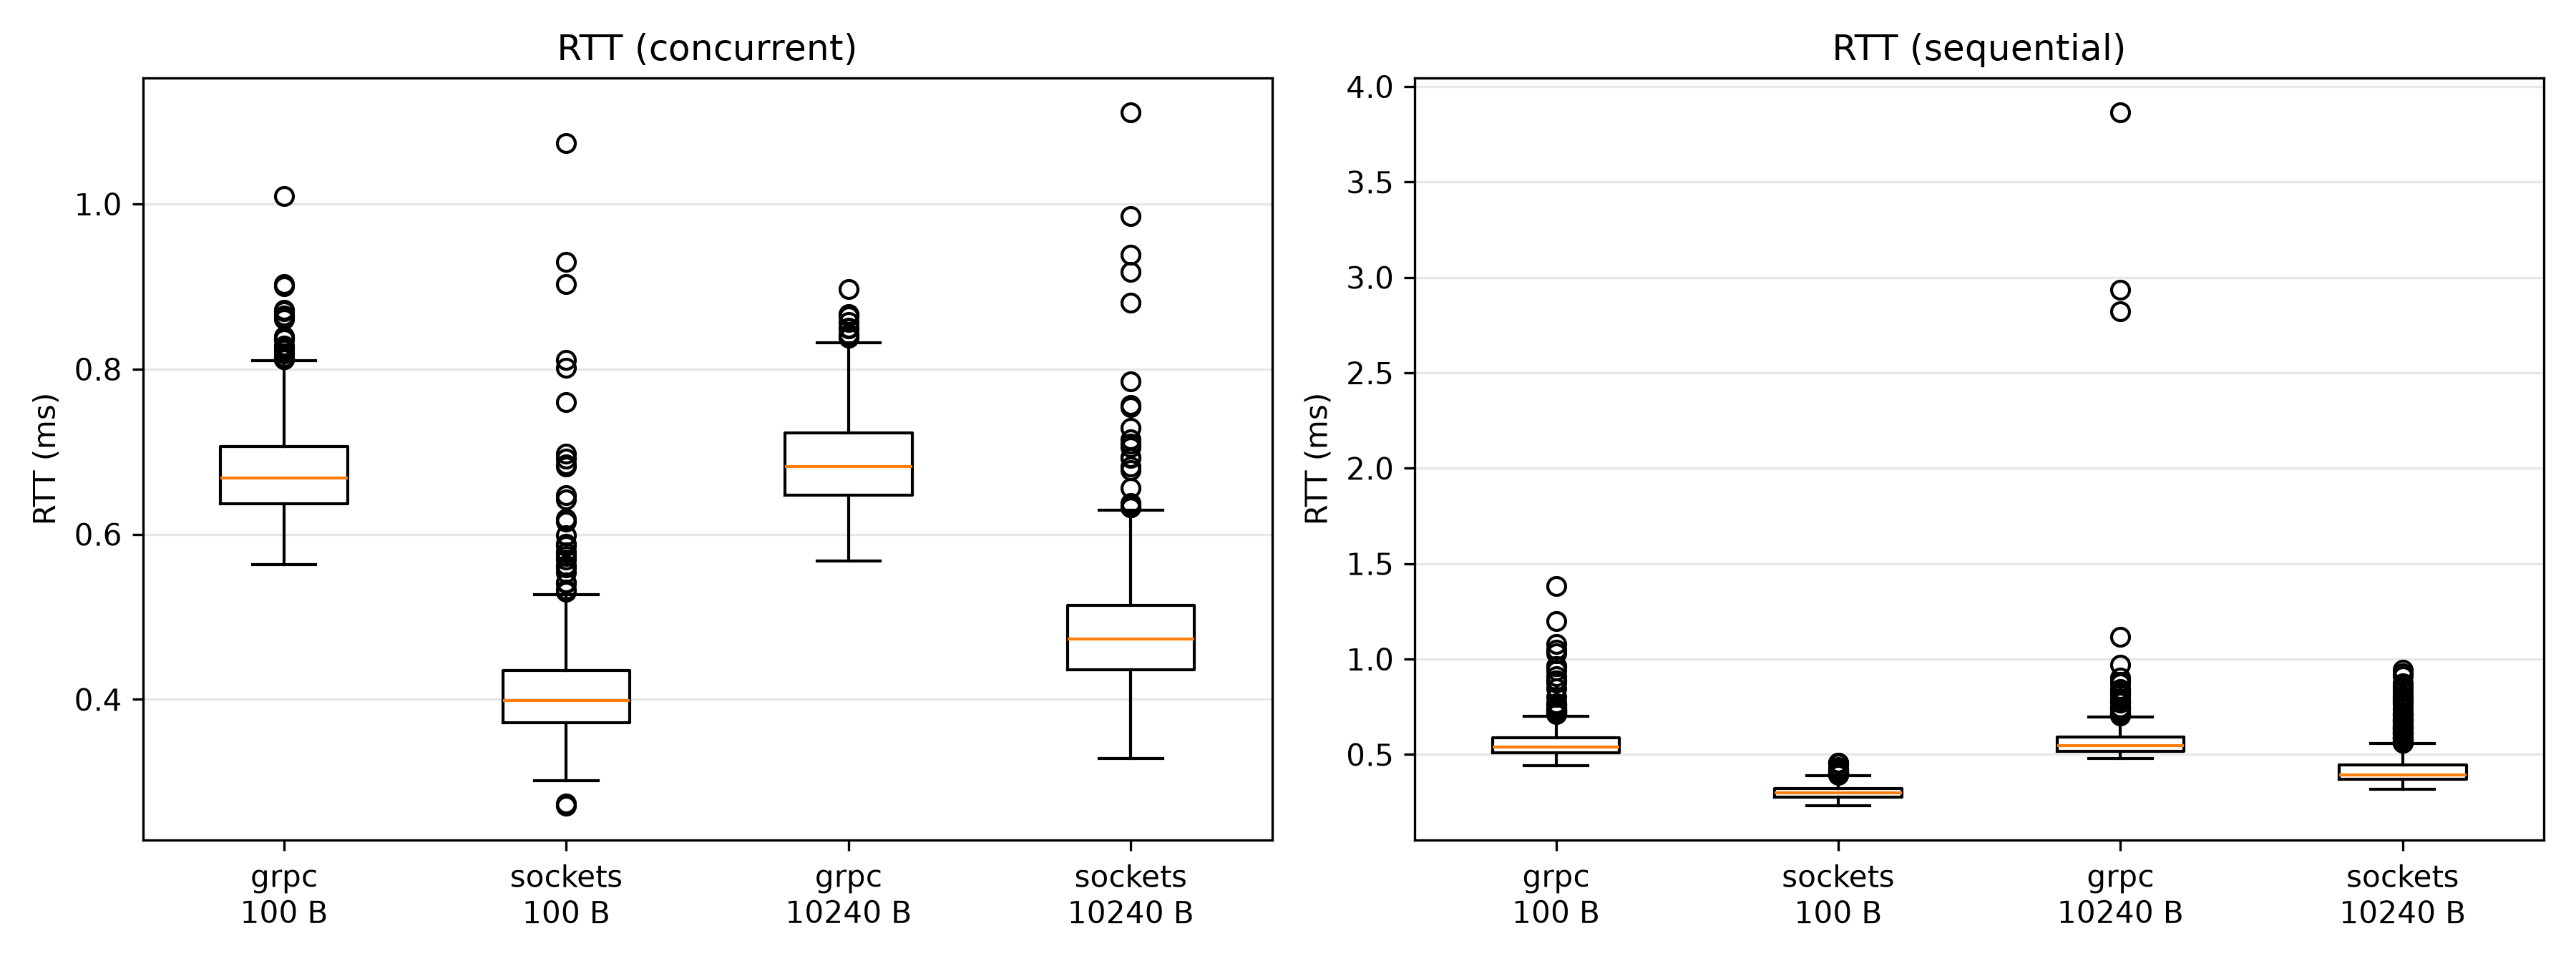 RTT (concurrent)
RTT (ms)
1.0
0.8
0.6
0.4
grpc
100 B
sockets
100 B
grpc
10240 B
sockets
10240 B
RTT (sequential)
RTT (ms)
4.0
3.5
3.0
2.5
2.0
1.5
1.0
0.5
grpc
100 B
sockets
100 B
grpc
10240 B
sockets
10240 B